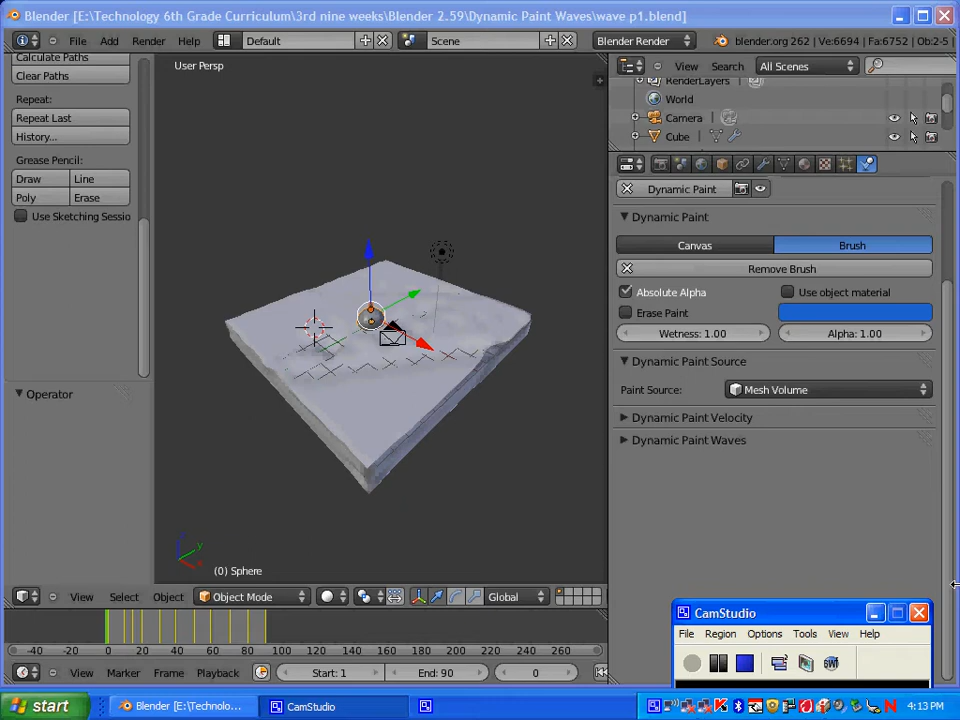 Blender [E:\Technology 6th Grade Curriculum\3rd nine weeks\Blender 2.59\Dynamic Paint Waves\wave p1.blend]
File Add Render Help Default Scene Blender Render blender.org 262 | Ve:6694 | Fa:6752 | Ob:2-5 |
Calculate Paths
Clear Paths
Repeat:
Repeat Last
History...
Grease Pencil:
Draw Line
Poly Erase
Use Sketching Sessio
Operator
User Persp
(0) Sphere
View Search All Scenes
RenderLayers
World
Camera
Cube
Dynamic Paint
Dynamic Paint
Canvas Brush
Remove Brush
Absolute Alpha Use object material
Erase Paint
Wetness: 1.00 Alpha: 1.00
Dynamic Paint Source
Paint Source: Mesh Volume
Dynamic Paint Velocity
Dynamic Paint Waves
View Select Object Object Mode Global
-40 -20 0 20 40 60 80 100 120 140 160 180 200 220 240 260
View Marker Frame Playback Start: 1 End: 90 0
CamStudio
File Region Options Tools View Help
start Blender [E:\Technolo... CamStudio 4:13 PM